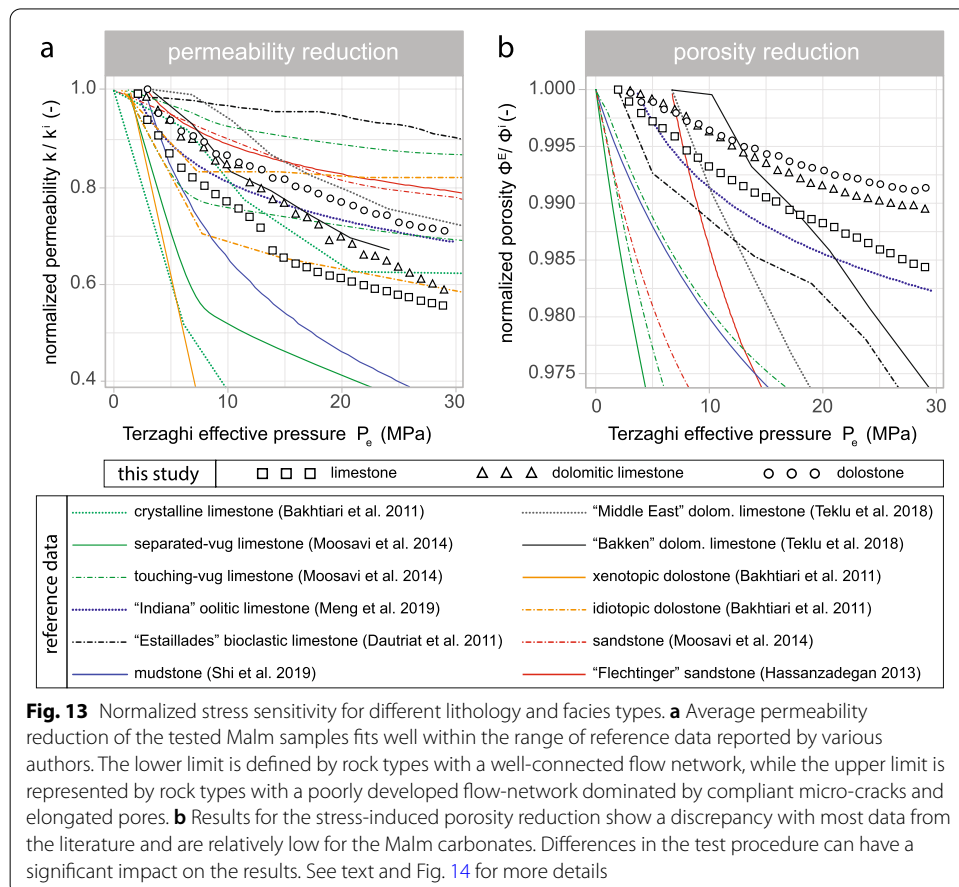 a permeability reduction
b porosity reduction
normalized permeability k / kⁱ (-)
1.0
0.8
0.6
0.4
0 10 20 30
Terzaghi effective pressure Pₑ (MPa)
normalized porosity Φᴱ/ Φⁱ (-)
1.000
0.995
0.990
0.985
0.980
0.975
0 10 20 30
Terzaghi effective pressure Pₑ (MPa)
this study limestone dolomitic limestone dolostone
reference data
crystalline limestone (Bakhtiari et al. 2011)
separated-vug limestone (Moosavi et al. 2014)
touching-vug limestone (Moosavi et al. 2014)
“Indiana” oolitic limestone (Meng et al. 2019)
“Estaillades” bioclastic limestone (Dautriat et al. 2011)
mudstone (Shi et al. 2019)
“Middle East” dolom. limestone (Teklu 2018)
“Bakken” dolom. limestone (Teklu 2018)
xenotopic dolostone (Bakhtiari et al. 2011)
idiotopic dolostone (Bakhtiari et al. 2011)
sandstone (Moosavi et al. 2014)
“Flechtinger” sandstone (Hassanzadegan 2013)
Fig. 13 Normalized stress sensitivity for different lithology and facies types. a Average permeability
reduction of the tested Malm samples fits well within the range of reference data reported by various
authors. The lower limit is defined by rock types with a well-connected flow network, while the upper limit is
represented by rock types with a poorly developed flow-network dominated by compliant micro-cracks and
elongated pores. b Results for the stress-induced porosity reduction show a discrepancy with most data from
the literature and are relatively low for the Malm carbonates. Differences in the test procedure can have a
significant impact on the results. See text and Fig. 14 for more details